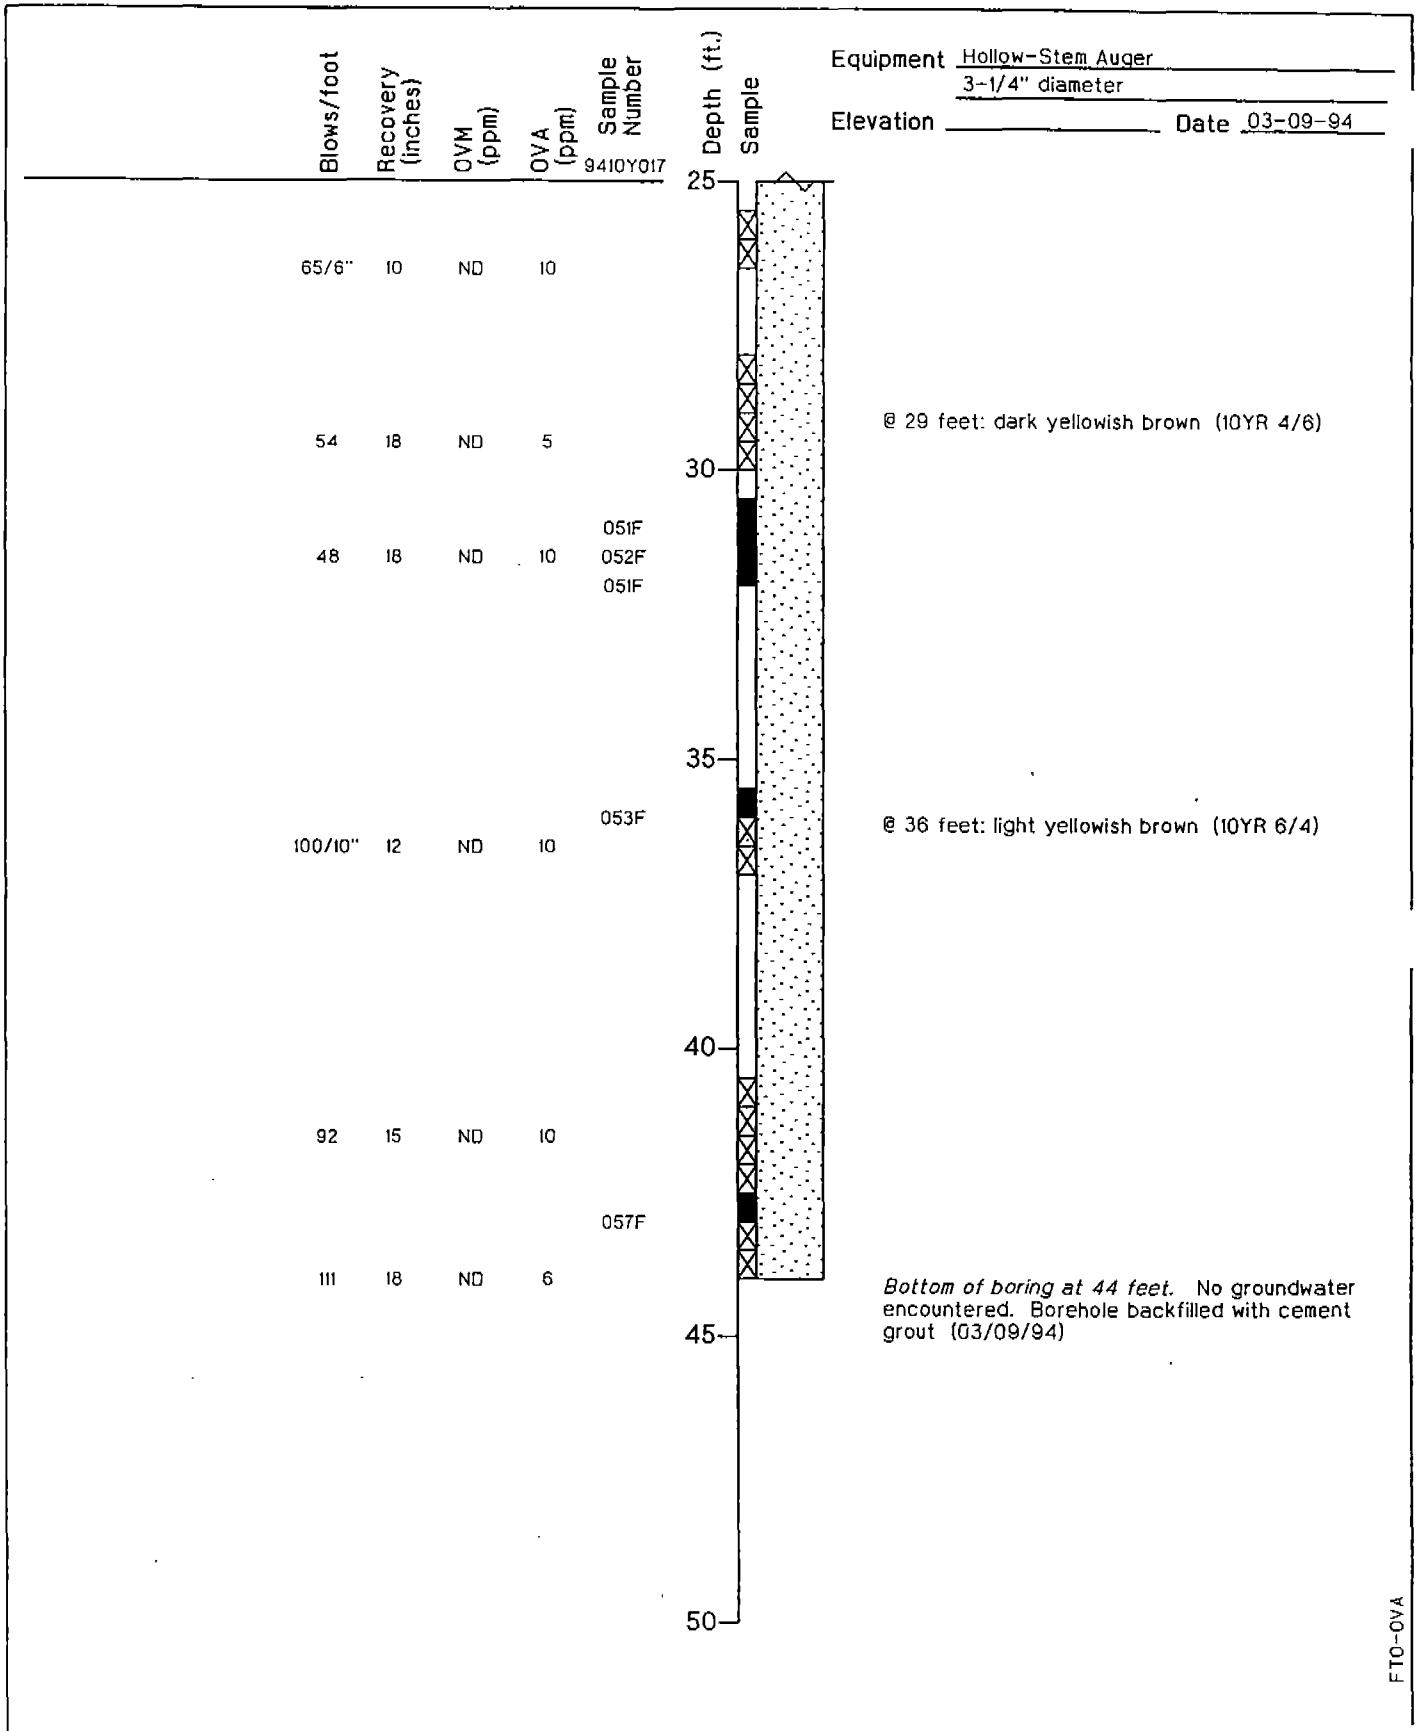 Blows/foot
Recovery
(inches)
OVM
(ppm)
OVA
(ppm)
Sample
Number
9410Y017
Depth (ft.)
Sample
Equipment Hollow-Stem Auger
3-1/4" diameter
Elevation Date 03-09-94
25
65/6" 10 ND 10
@ 29 feet: dark yellowish brown (10YR 4/6)
54 18 ND 5
30
051F
48 18 ND 10 052F
051F
35
053F
@ 36 feet: light yellowish brown (10YR 6/4)
100/10" 12 ND 10
40
92 15 ND 10
057F
111 18 ND 6
Bottom of boring at 44 feet. No groundwater
encountered. Borehole backfilled with cement
grout (03/09/94)
45
50
FTO-OVA